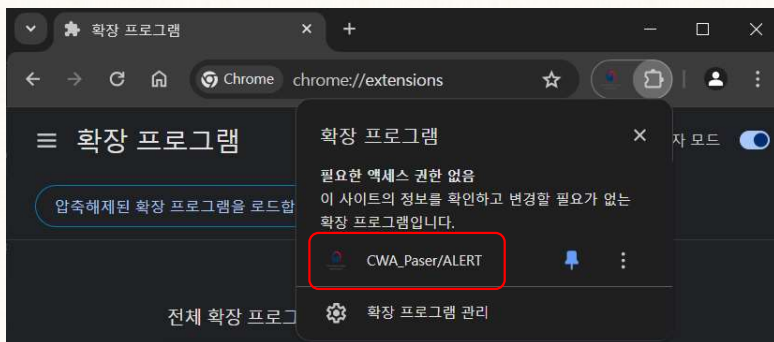 확장 프로그램
Chrome chrome://extensions
확장 프로그램
자 모드
압축해제된 확장 프로그램을 로드합
전체 확장 프로그
확장 프로그램
필요한 액세스 권한 없음
이 사이트의 정보를 확인하고 변경할 필요가 없는
확장 프로그램입니다.
CWA_Paser/ALERT
확장 프로그램 관리